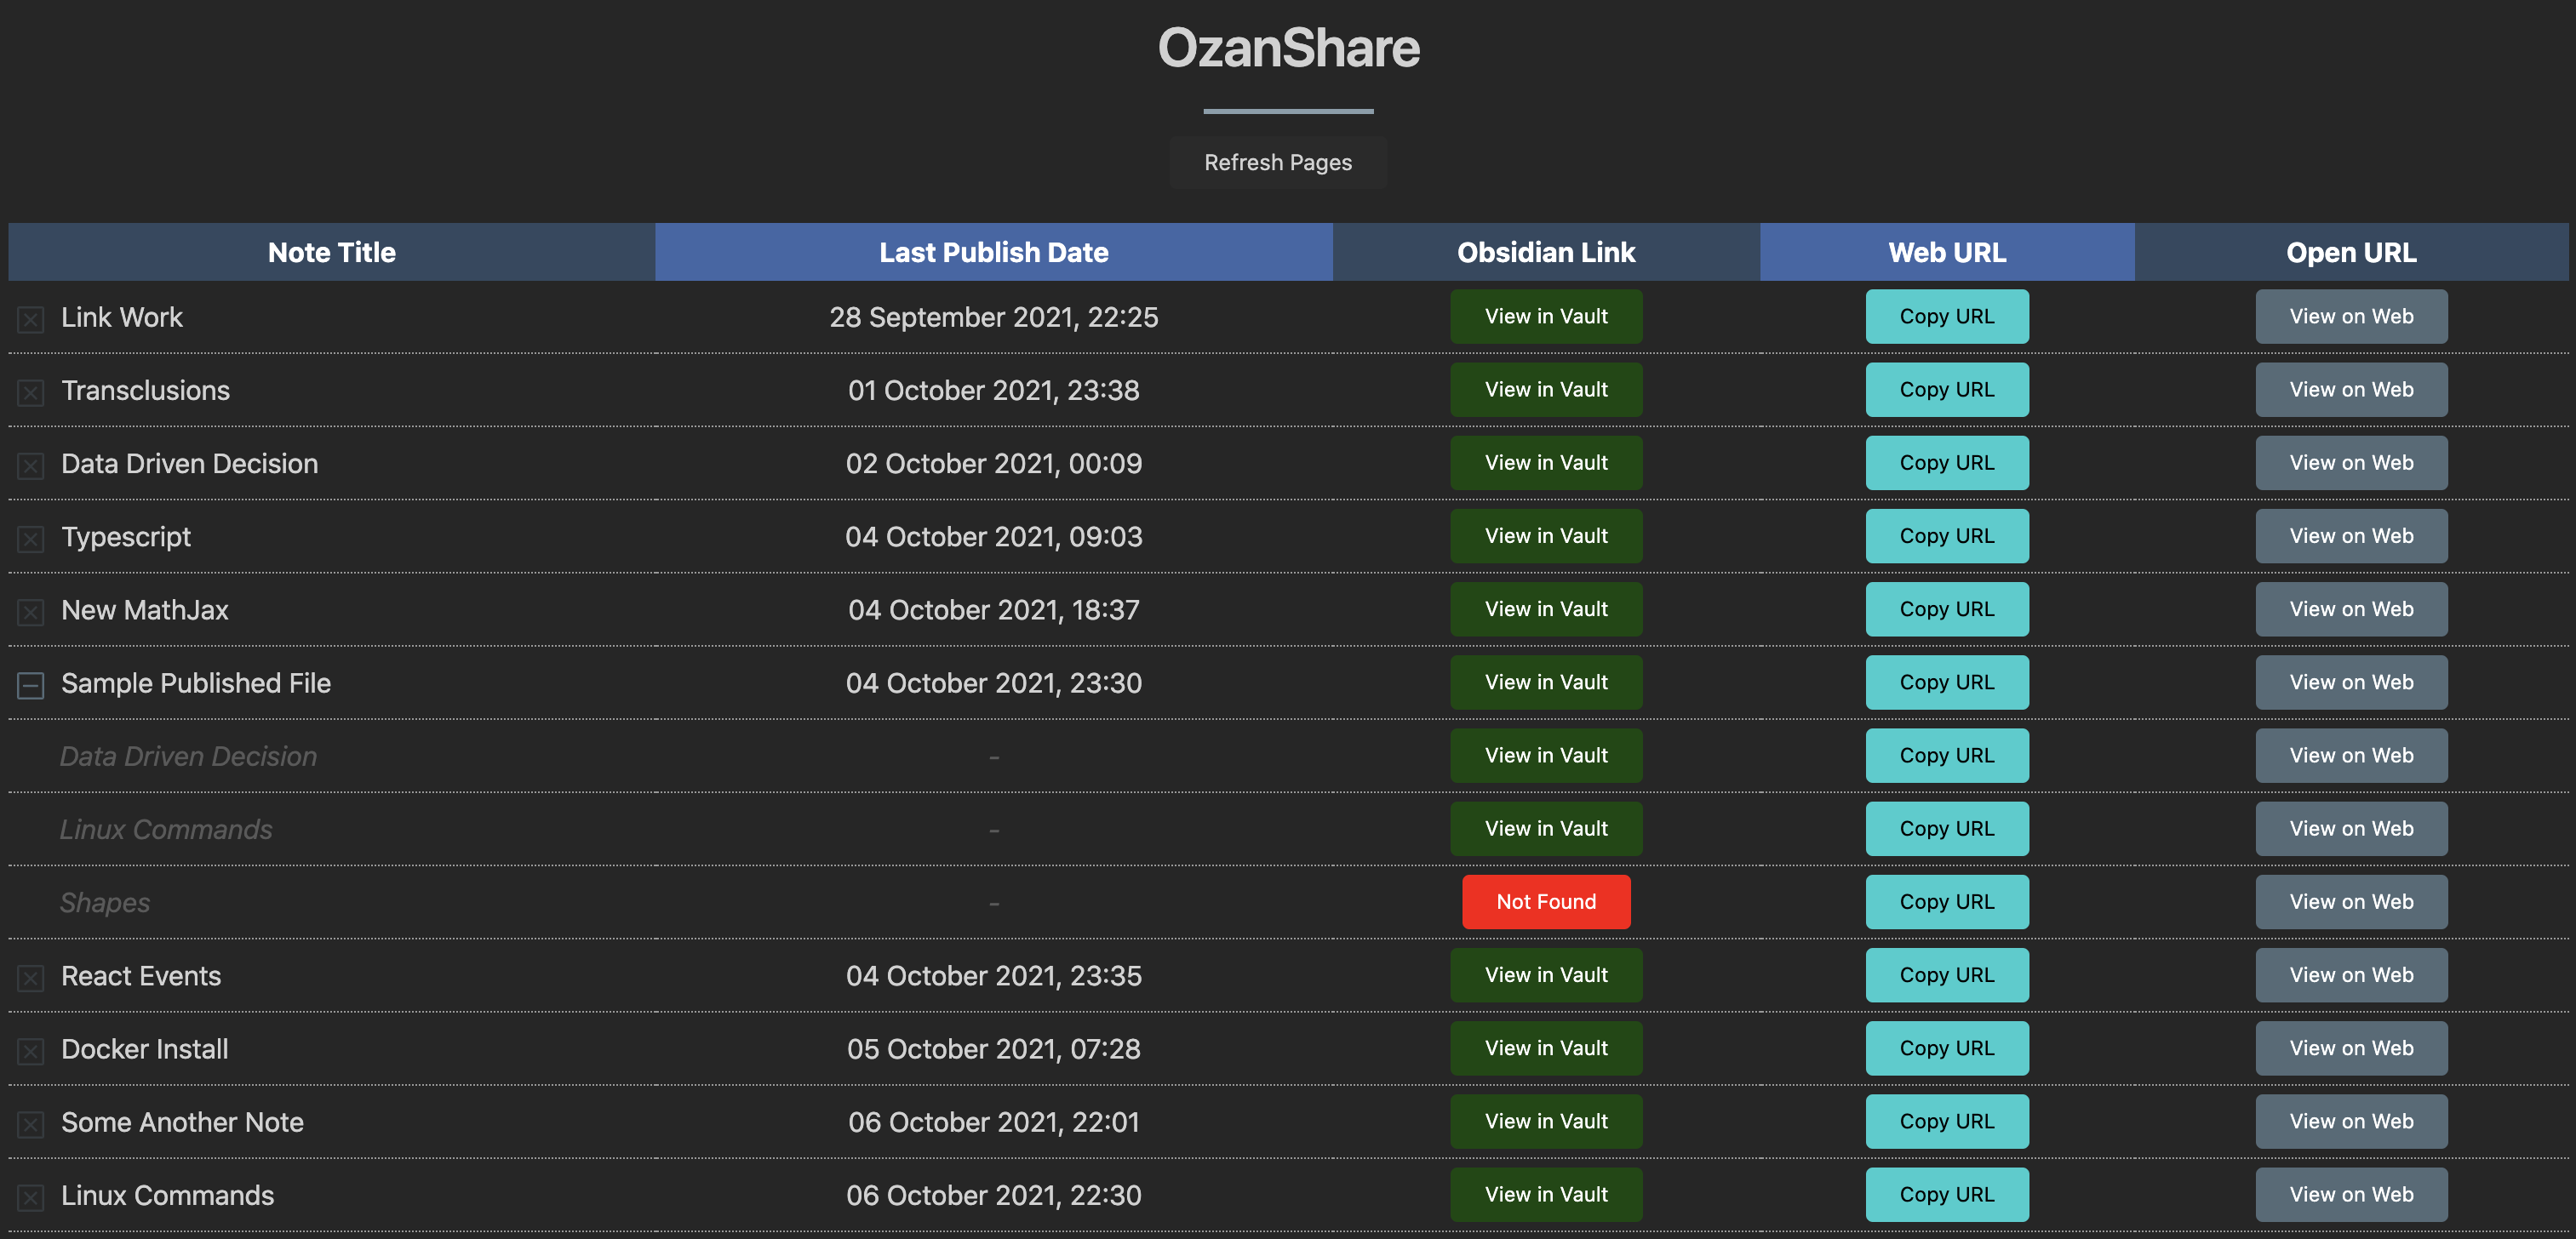 OzanShare
Refresh Pages
Note Title Last Publish Date Obsidian Link Web URL Open URL
Link Work 28 September 2021, 22:25 View in Vault Copy URL View on Web
Transclusions 01 October 2021, 23:38 View in Vault Copy URL View on Web
Data Driven Decision 02 October 2021, 00:09 View in Vault Copy URL View on Web
Typescript 04 October 2021, 09:03 View in Vault Copy URL View on Web
New MathJax 04 October 2021, 18:37 View in Vault Copy URL View on Web
Sample Published File 04 October 2021, 23:30 View in Vault Copy URL View on Web
Data Driven Decision - View in Vault Copy URL View on Web
Linux Commands - View in Vault Copy URL View on Web
Shapes - Not Found Copy URL View on Web
React Events 04 October 2021, 23:35 View in Vault Copy URL View on Web
Docker Install 05 October 2021, 07:28 View in Vault Copy URL View on Web
Some Another Note 06 October 2021, 22:01 View in Vault Copy URL View on Web
Linux Commands 06 October 2021, 22:30 View in Vault Copy URL View on Web